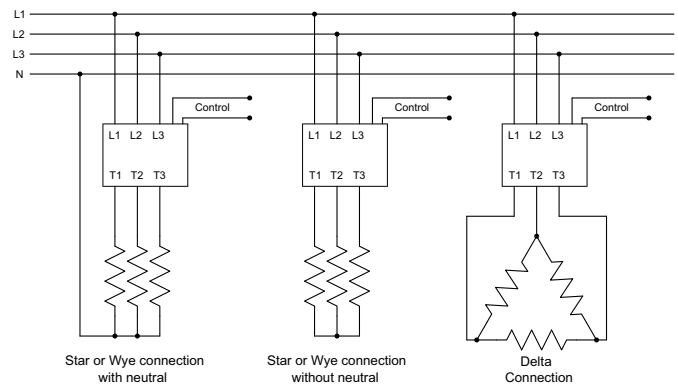 L1
L2
L3
N
Control
L1 L2 L3
T1 T2 T3
Star or Wye connection
with neutral
Control
L1 L2 L3
T1 T2 T3
Star or Wye connection
without neutral
Control
L1 L2 L3
T1 T2 T3
Delta
Connection